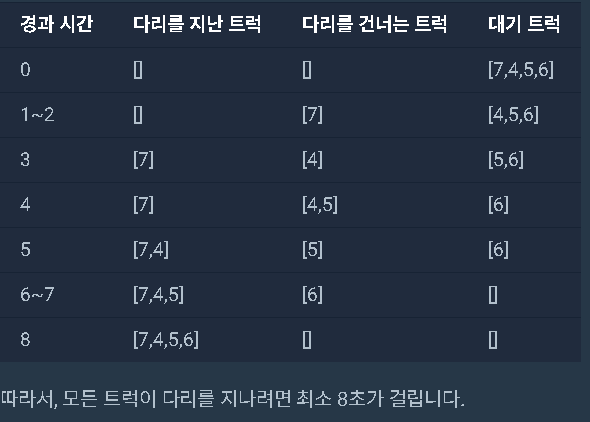 경과 시간 다리를 지난 트럭 다리를 건너는 트럭 대기 트럭
0 [] [] [7,4,5,6]
1~2 [] [7] [4,5,6]
3 [7] [4] [5,6]
4 [7] [4,5] [6]
5 [7,4] [5] [6]
6~7 [7,4,5] [6] []
8 [7,4,5,6] [] []
따라서, 모든 트럭이 다리를 지나려면 최소 8초가 걸립니다.